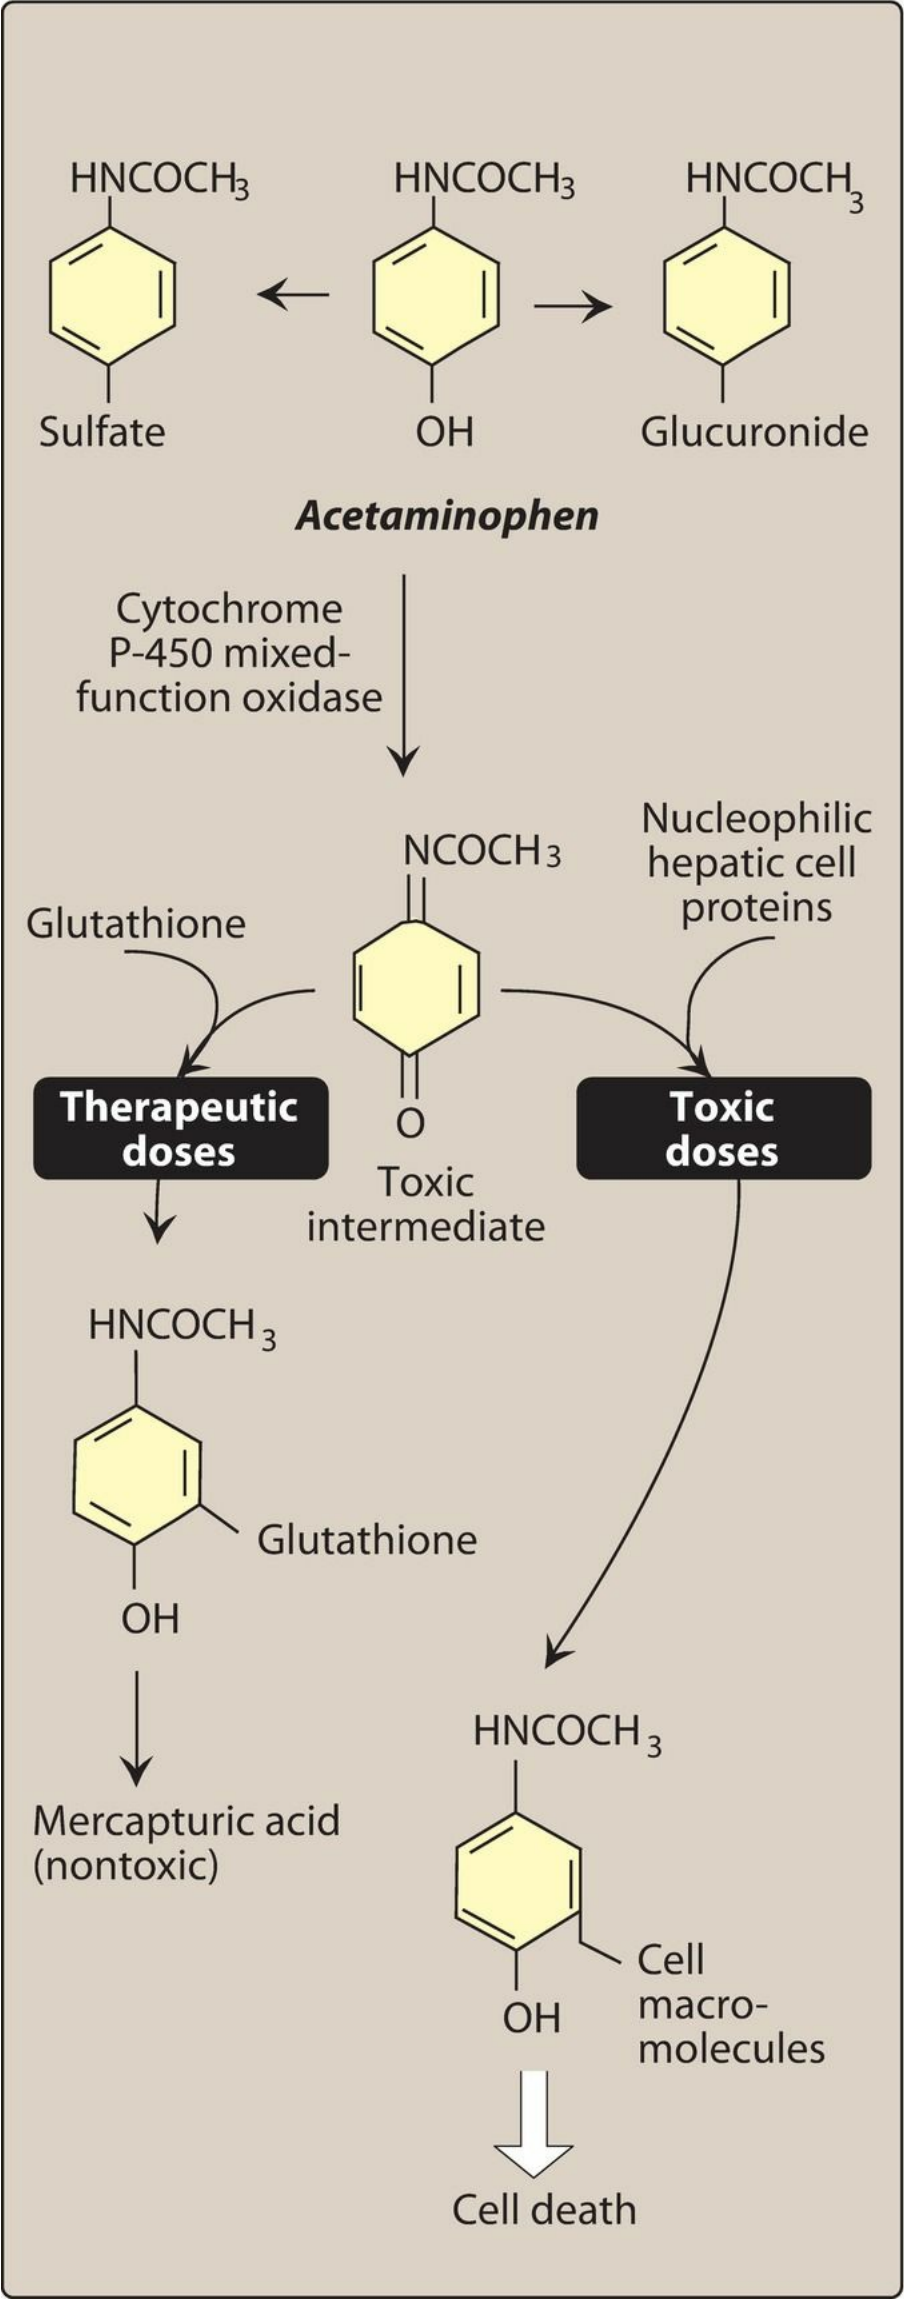 HNCOCH3
HNCOCH3
HNCOCH3
Sulfate
OH
Glucuronide
Acetaminophen
Cytochrome
P-450 mixed-
function oxidase
NCOCH3
Nucleophilic
hepatic cell
proteins
Glutathione
Therapeutic
doses
O
Toxic
doses
Toxic
intermediate
HNCOCH3
Glutathione
OH
Mercapturic acid
(nontoxic)
HNCOCH3
Cell
macro-
molecules
OH
Cell death